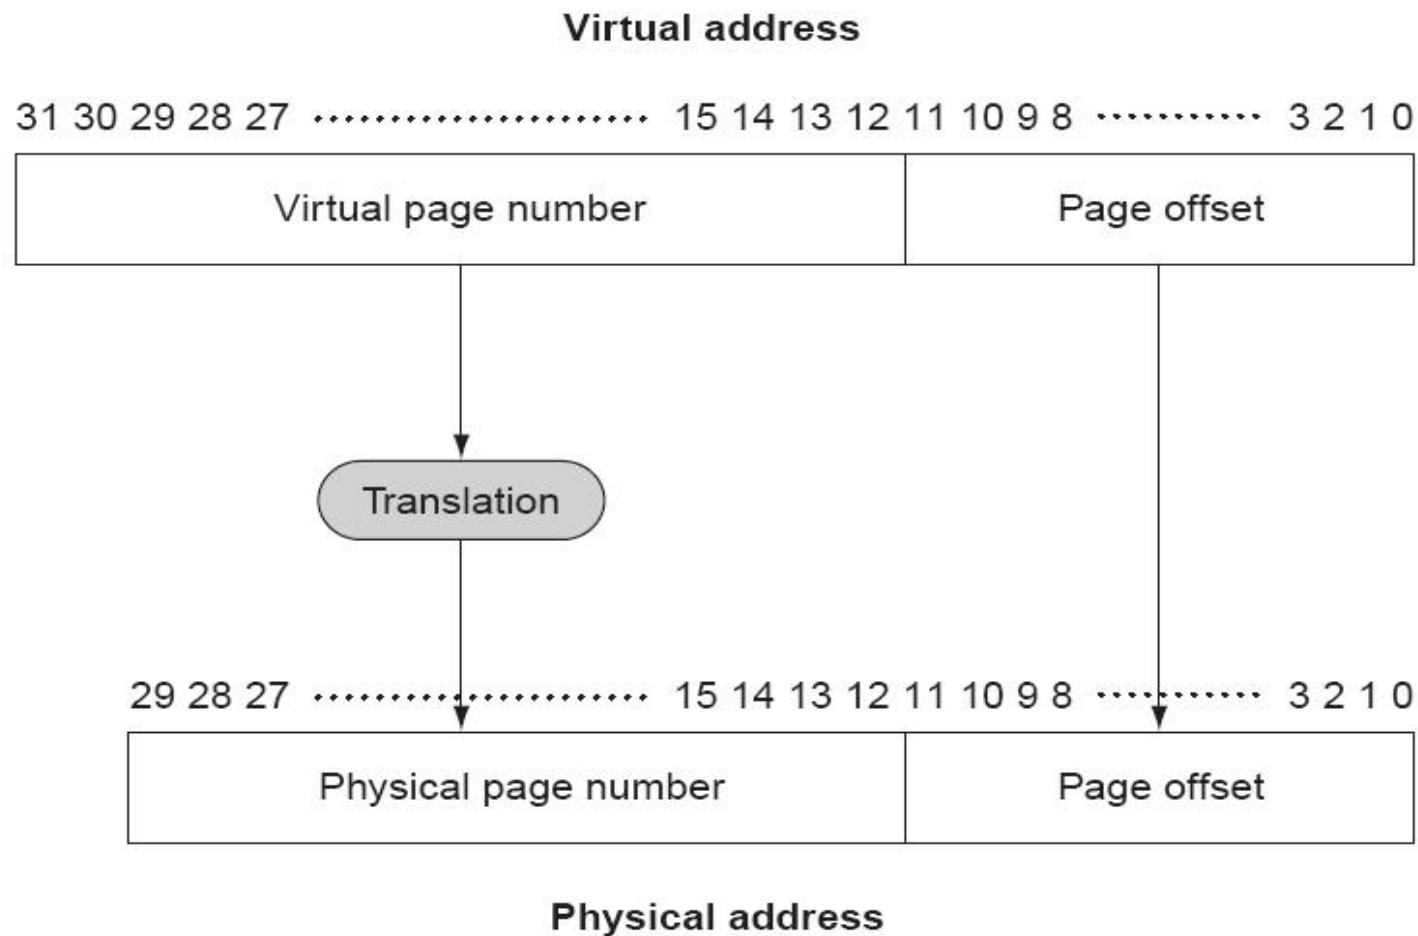 Virtual address
31 30 29 28 27 ........................ 15 14 13 12 11 10 9 8 ............ 3 2 1 0
Virtual page number Page offset
Translation
29 28 27 ........................ 15 14 13 12 11 10 9 8 ............ 3 2 1 0
Physical page number Page offset
Physical address